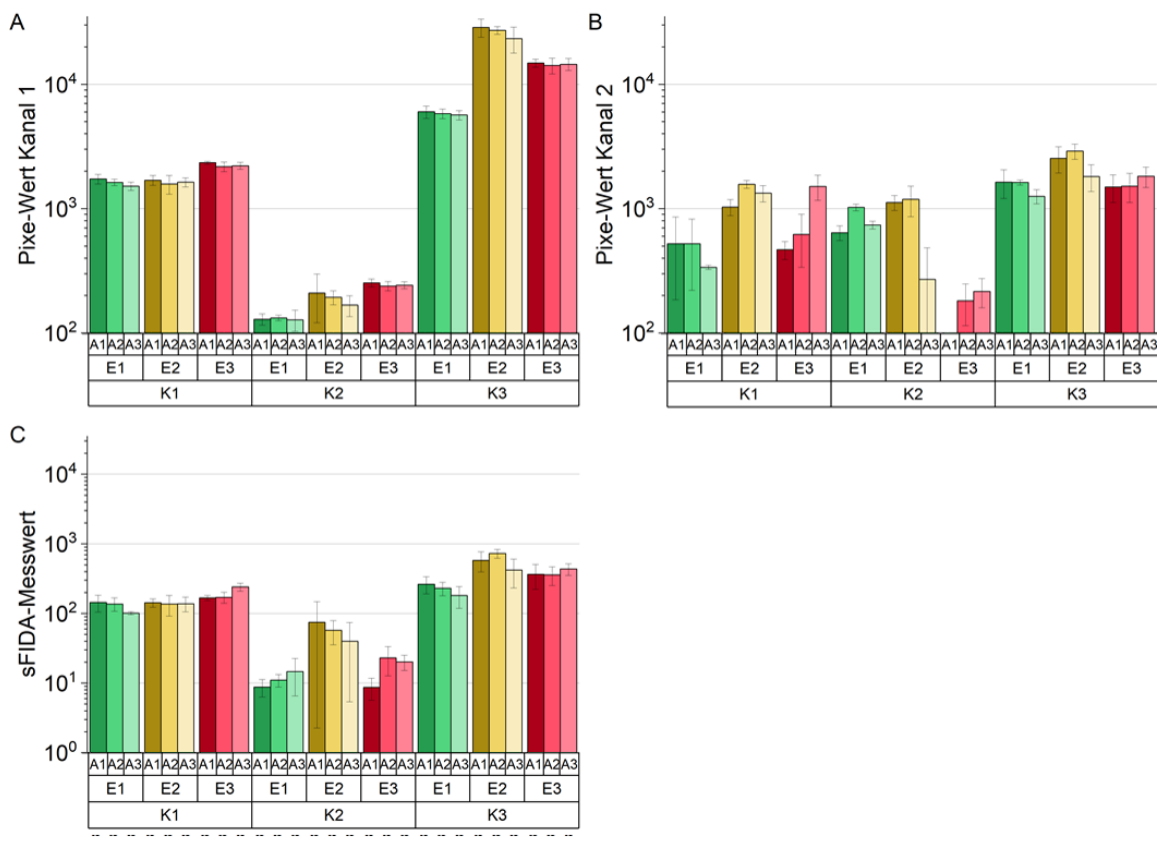 A
Pixe-Wert Kanal 1
10⁴
10³
10²
A1 A2 A3 A1 A2 A3 A1 A2 A3 A1 A2 A3 A1 A2 A3 A1 A2 A3 A1 A2 A3 A1 A2 A3 A1 A2 A3
E1 E2 E3 E1 E2 E3 E1 E2 E3
K1 K2 K3
B
Pixe-Wert Kanal 2
10⁴
10³
10²
A1 A2 A3 A1 A2 A3 A1 A2 A3 A1 A2 A3 A1 A2 A3 A1 A2 A3 A1 A2 A3 A1 A2 A3 A1 A2 A3
E1 E2 E3 E1 E2 E3 E1 E2 E3
K1 K2 K3
C
sFIDA-Messwert
10⁴
10³
10²
10¹
10⁰
A1 A2 A3 A1 A2 A3 A1 A2 A3 A1 A2 A3 A1 A2 A3 A1 A2 A3 A1 A2 A3 A1 A2 A3 A1 A2 A3
E1 E2 E3 E1 E2 E3 E1 E2 E3
K1 K2 K3